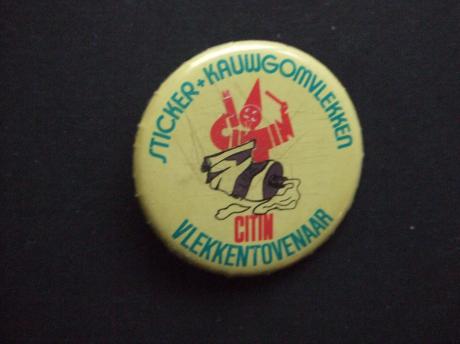 STICKER + KAUWGOMVLEKKEN
CITIN
CITIN
VLEKKENTOVENAAR